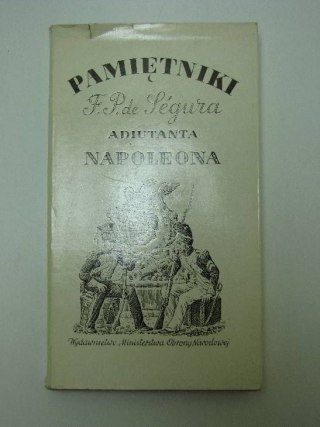 PAMIĘTNIKI
F.P. de Ségura
ADIUTANTA
NAPOLEONA
Wydawnictwo Ministerstwa Obrony Narodowej